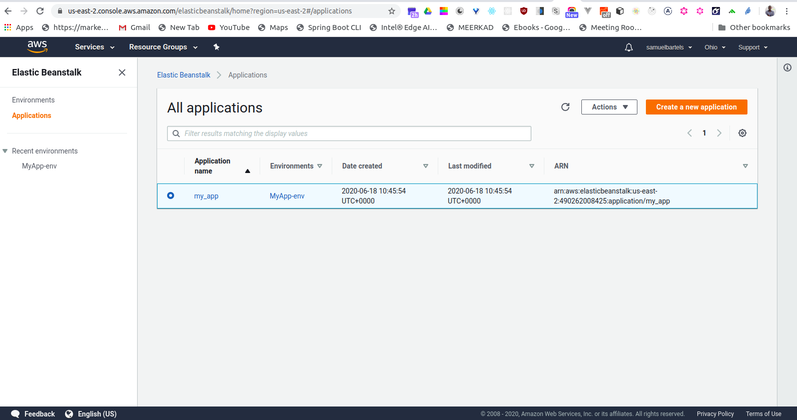 us-east-2.console.aws.amazon.com/elasticbeanstalk/home?region=us-east-2#/applications
Apps https://marke... Gmail New Tab YouTube Maps Spring Boot CLI Intel® Edge AI... MEERKAD Ebooks - Goog... Meeting Roo... Other bookmarks
New
off
aws Services Resource Groups samuelbartels Ohio Support
Elastic Beanstalk
Environments
Applications
Recent environments
MyApp-env
Elastic Beanstalk Applications
All applications
Actions Create a new application
Filter results matching the display values
1
Application name Environments Date created Last modified ARN
my_app MyApp-env 2020-06-18 10:45:54 UTC+0000 2020-06-18 10:45:54 UTC+0000 arn:aws:elasticbeanstalk:us-east-2:490262008425:application/my_app
Feedback English (US) © 2008 - 2020, Amazon Web Services, Inc. or its affiliates. All rights reserved. Privacy Policy Terms of Use